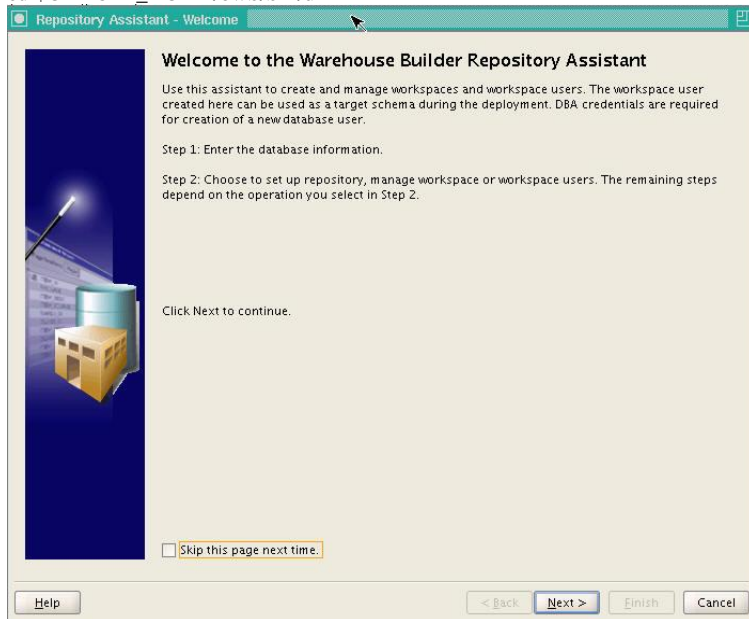 Repository Assistant - Welcome
Welcome to the Warehouse Builder Repository Assistant
Use this assistant to create and manage workspaces and workspace users. The workspace user
created here can be used as a target schema during the deployment. DBA credentials are required
for creation of a new database user.
Step 1: Enter the database information.
Step 2: Choose to set up repository, manage workspace or workspace users. The remaining steps
depend on the operation you select in Step 2.
Click Next to continue.
Skip this page next time.
Help
< Back
Next >
Finish
Cancel